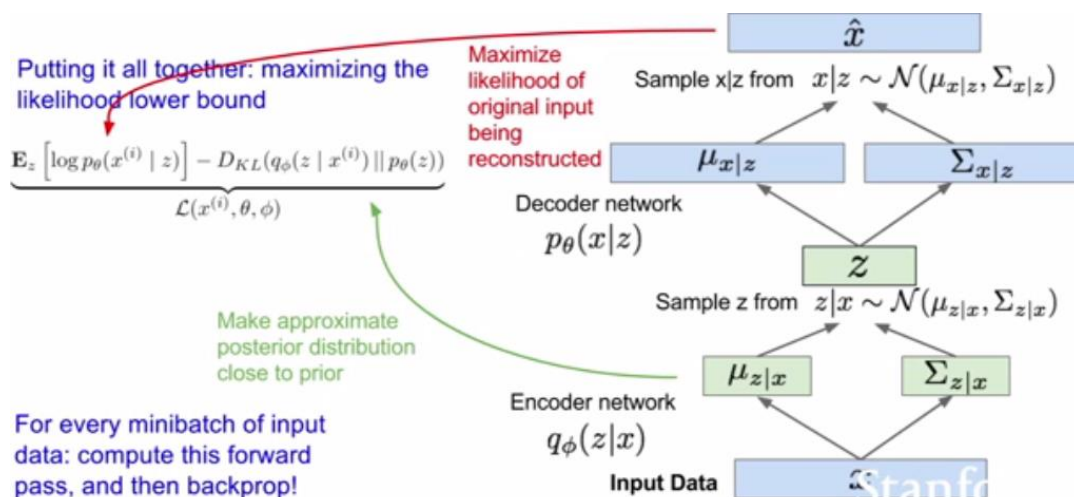 Putting it all together: maximizing the
likelihood lower bound
𝐄_z [log p_θ(x^(i) | z)] − D_KL(q_ϕ(z | x^(i)) || p_θ(z))
ℒ(x^(i), θ, ϕ)
Make approximate
posterior distribution
close to prior
For every minibatch of input
data: compute this forward
pass, and then backprop!
Maximize
likelihood of
original input
being
reconstructed
x̂
Sample x|z from x|z ∼ 𝒩(μ_x|z, Σ_x|z)
μ_x|z Σ_x|z
Decoder network
p_θ(x|z)
z
Sample z from z|x ∼ 𝒩(μ_z|x, Σ_z|x)
μ_z|x Σ_z|x
Encoder network
q_ϕ(z|x)
Input Data x